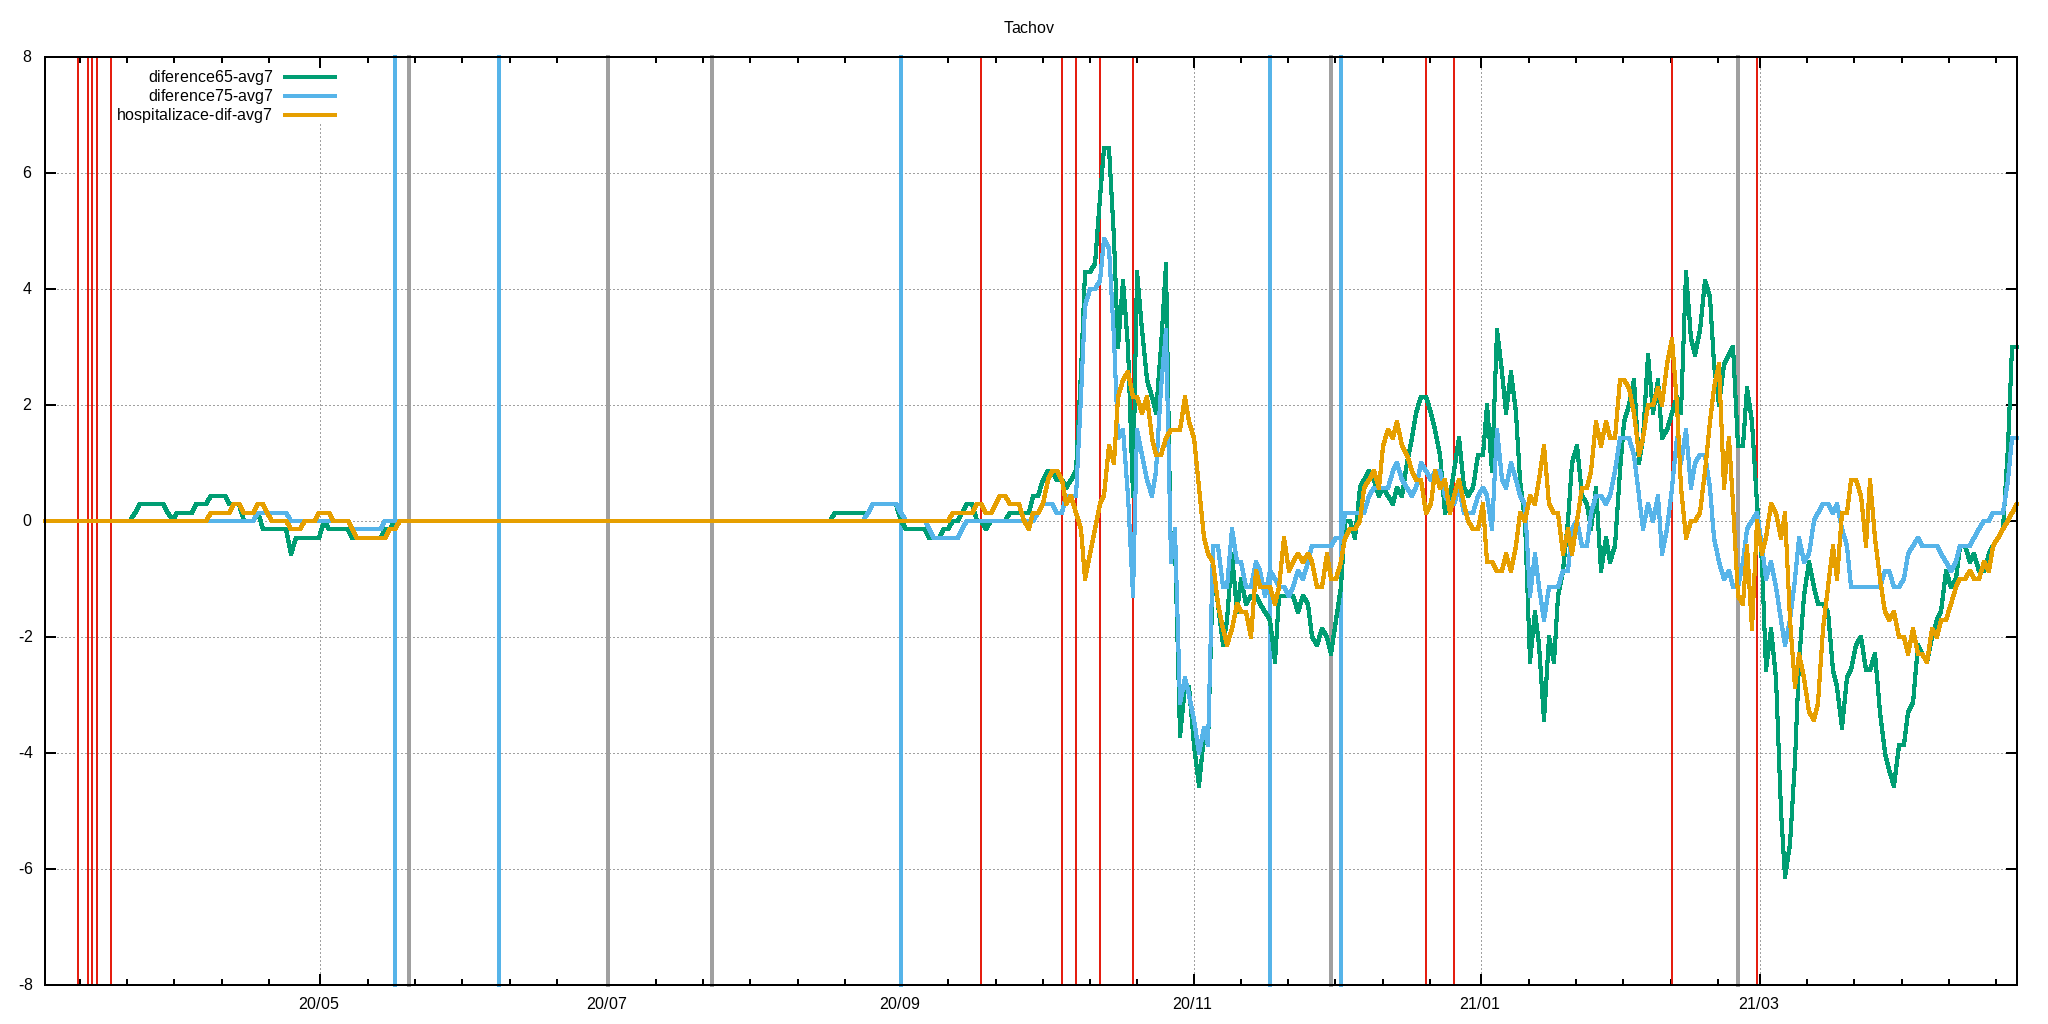 Tachov
diference65-avg7
diference75-avg7
hospitalizace-dif-avg7
8
6
4
2
0
-2
-4
-6
-8
20/05 20/07 20/09 20/11 21/01 21/03